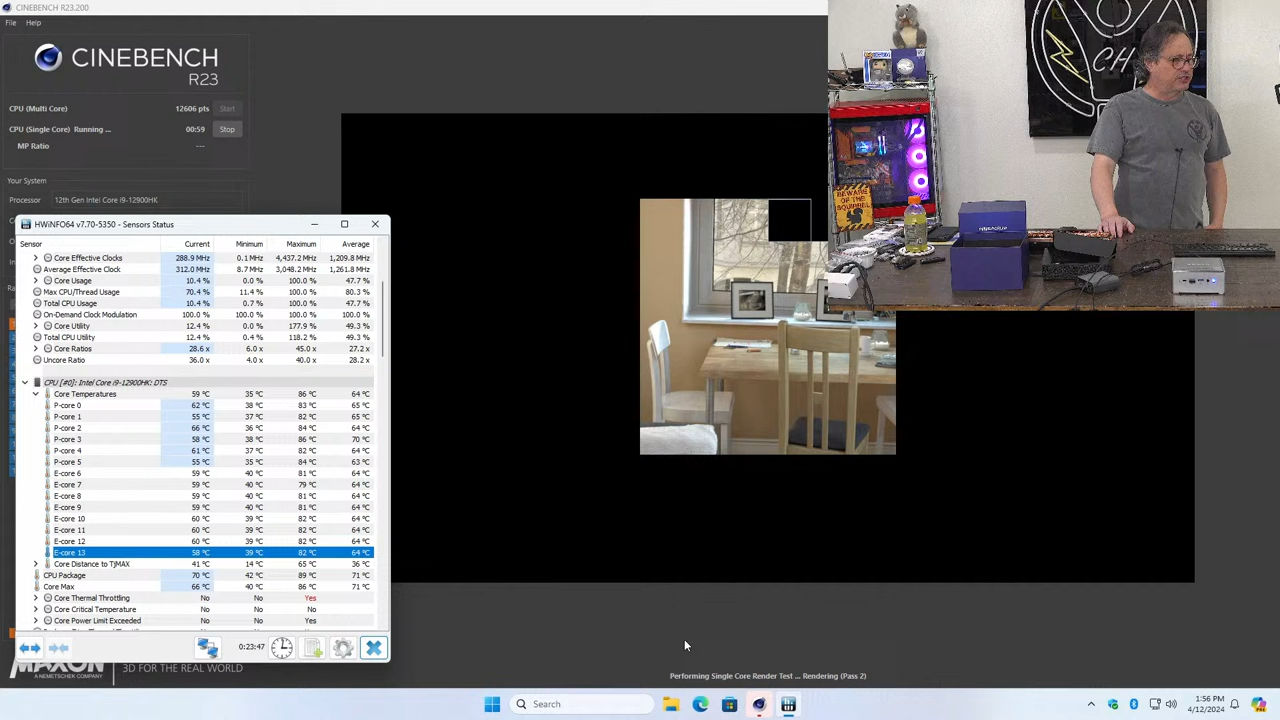 CINEBENCH R23.200
File Help
CINEBENCH
R23
CPU (Multi Core) 12606 pts Start
CPU (Single Core) Running ... 00:59 Stop
MP Ratio ---
Your System
Processor 12th Gen Intel Core i9-12900HK
HWiNFO64 v7.70-5350 - Sensors Status
Sensor Current Minimum Maximum Average
Core Effective Clocks 288.9 MHz 0.1 MHz 4,437.2 MHz 1,209.8 MHz
Average Effective Clock 312.0 MHz 8.7 MHz 3,048.2 MHz 1,261.8 MHz
Core Usage 10.4 % 0.0 % 100.0 % 47.7 %
Max CPU/Thread Usage 70.4 % 11.4 % 100.0 % 80.3 %
Total CPU Usage 10.4 % 0.7 % 100.0 % 47.7 %
On-Demand Clock Modulation 100.0 % 100.0 % 100.0 % 100.0 %
Core Utility 12.4 % 0.0 % 177.9 % 49.3 %
Total CPU Utility 12.4 % 0.4 % 118.2 % 49.3 %
Core Ratios 28.6 x 6.0 x 45.0 x 27.2 x
Uncore Ratio 36.0 x 4.0 x 40.0 x 28.2 x
CPU [#0]: Intel Core i9-12900HK: DTS
Core Temperatures 59 °C 35 °C 86 °C 64 °C
P-core 0 62 °C 38 °C 83 °C 65 °C
P-core 1 55 °C 37 °C 82 °C 65 °C
P-core 2 66 °C 36 °C 84 °C 65 °C
P-core 3 58 °C 38 °C 86 °C 70 °C
P-core 4 61 °C 37 °C 82 °C 64 °C
P-core 5 55 °C 35 °C 84 °C 63 °C
E-core 6 59 °C 40 °C 81 °C 64 °C
E-core 7 59 °C 40 °C 79 °C 64 °C
E-core 8 59 °C 40 °C 81 °C 64 °C
E-core 9 59 °C 40 °C 81 °C 64 °C
E-core 10 60 °C 39 °C 82 °C 64 °C
E-core 11 60 °C 39 °C 82 °C 64 °C
E-core 12 60 °C 39 °C 82 °C 64 °C
E-core 13 58 °C 39 °C 82 °C 64 °C
Core Distance to TjMAX 41 °C 14 °C 65 °C 36 °C
CPU Package 70 °C 42 °C 89 °C 71 °C
Core Max 66 °C 40 °C 86 °C 71 °C
Core Thermal Throttling No No Yes
Core Critical Temperature No No No
Core Power Limit Exceeded No No Yes
0:23:47
MAXON
A NEMETSCHEK COMPANY
3D FOR THE REAL WORLD
CH
BEWARE
OF THE
SQUIRREL
Performing Single Core Render Test ... Rendering (Pass 2)
Search
1:56 PM
4/12/2024